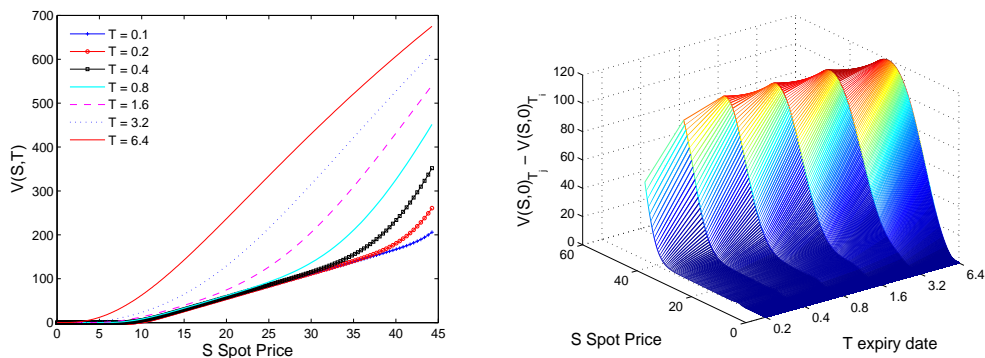 700
600
500
400
300
200
100
0
V(S,T)
T = 0.1
T = 0.2
T = 0.4
T = 0.8
T = 1.6
T = 3.2
T = 6.4
0 5 10 15 20 25 30 35 40 45
S Spot Price
120
100
80
60
40
20
0
V(S,0)_{T_j} − V(S,0)_{T_i}
60 40 20 0
S Spot Price
0.2 0.4 0.8 1.6 3.2 6.4
T expiry date